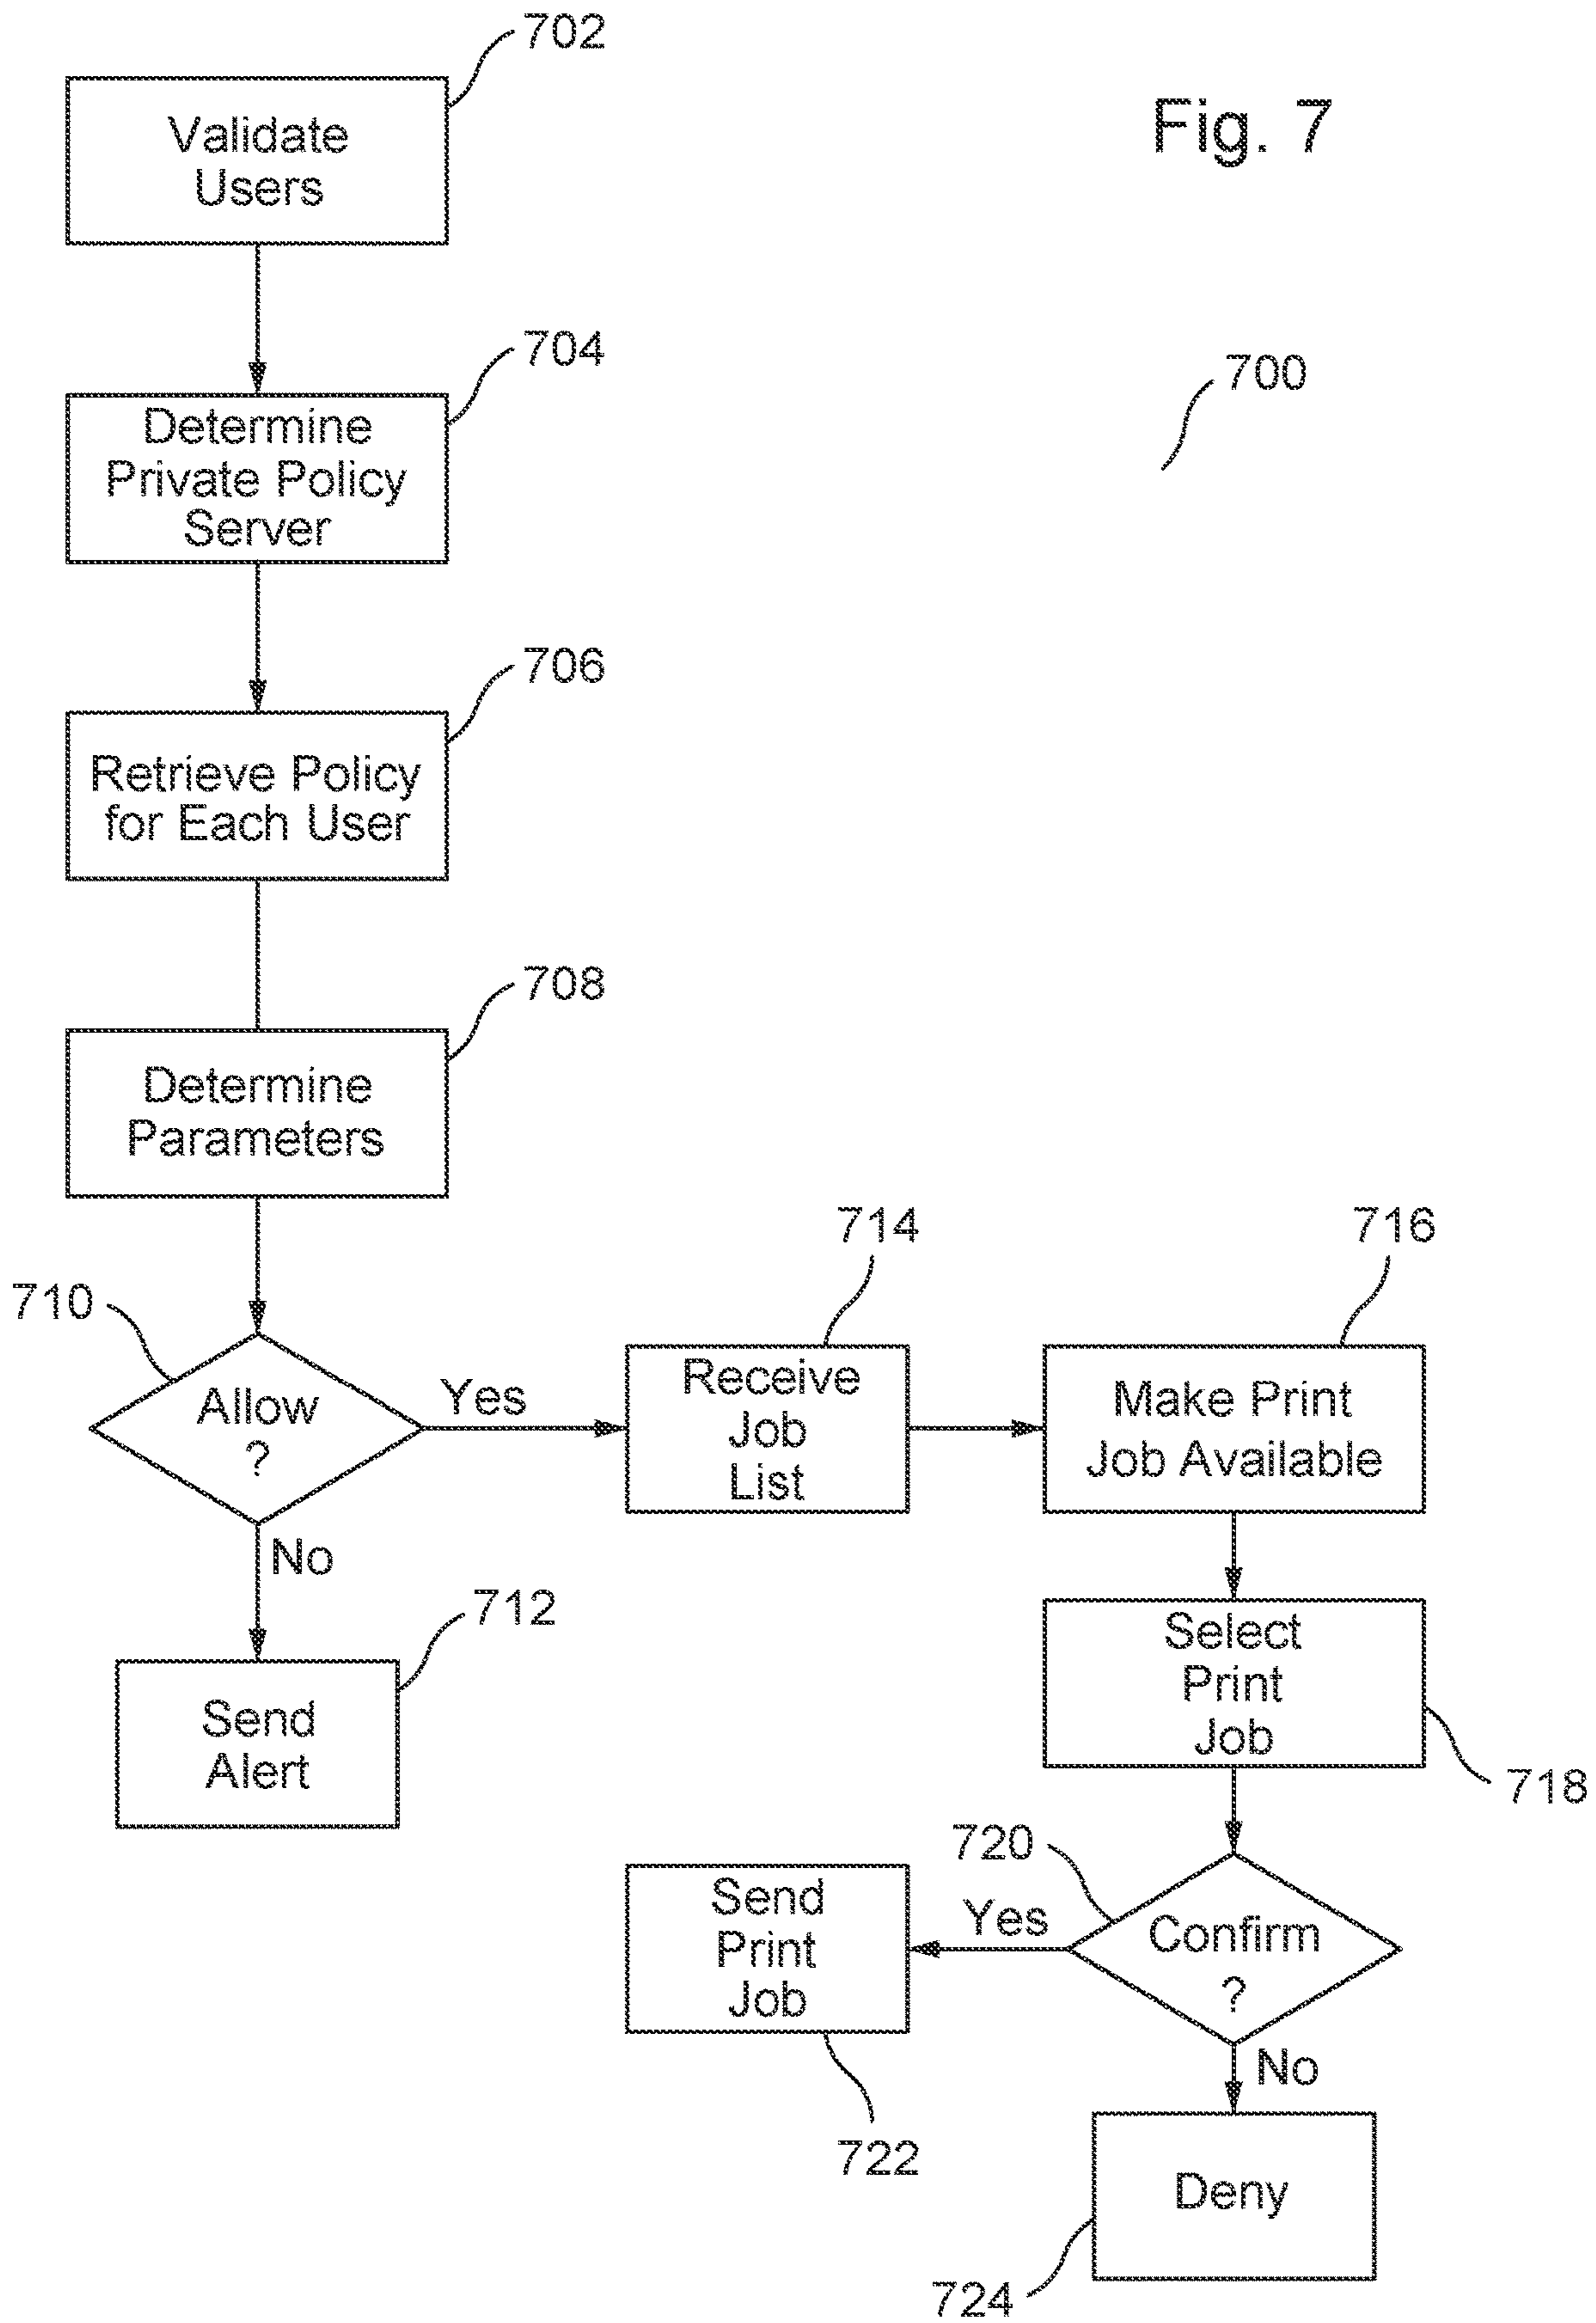 702
Validate
Users
Fig. 7
704
Determine
Private Policy
Server
700
706
Retrieve Policy
for Each User
708
Determine
Parameters
710
Allow
?
Yes
No
712
Send
Alert
714
Receive
Job
List
716
Make Print
Job Available
Select
Print
Job
718
720
Confirm
?
Yes
No
Send
Print
Job
722
Deny
724